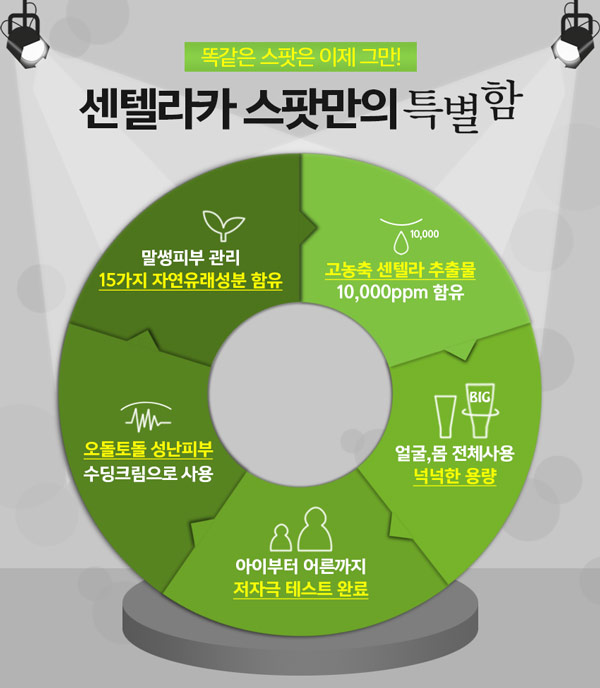 똑같은 스팟은 이제 그만!
센텔라카 스팟만의 특별함
10,000
고농축 센텔라 추출물
10,000ppm 함유
BIG
얼굴,몸 전체사용
넉넉한 용량
아이부터 어른까지
저자극 테스트 완료
오돌토돌 성난피부
수딩크림으로 사용
말썽피부 관리
15가지 자연유래성분 함유